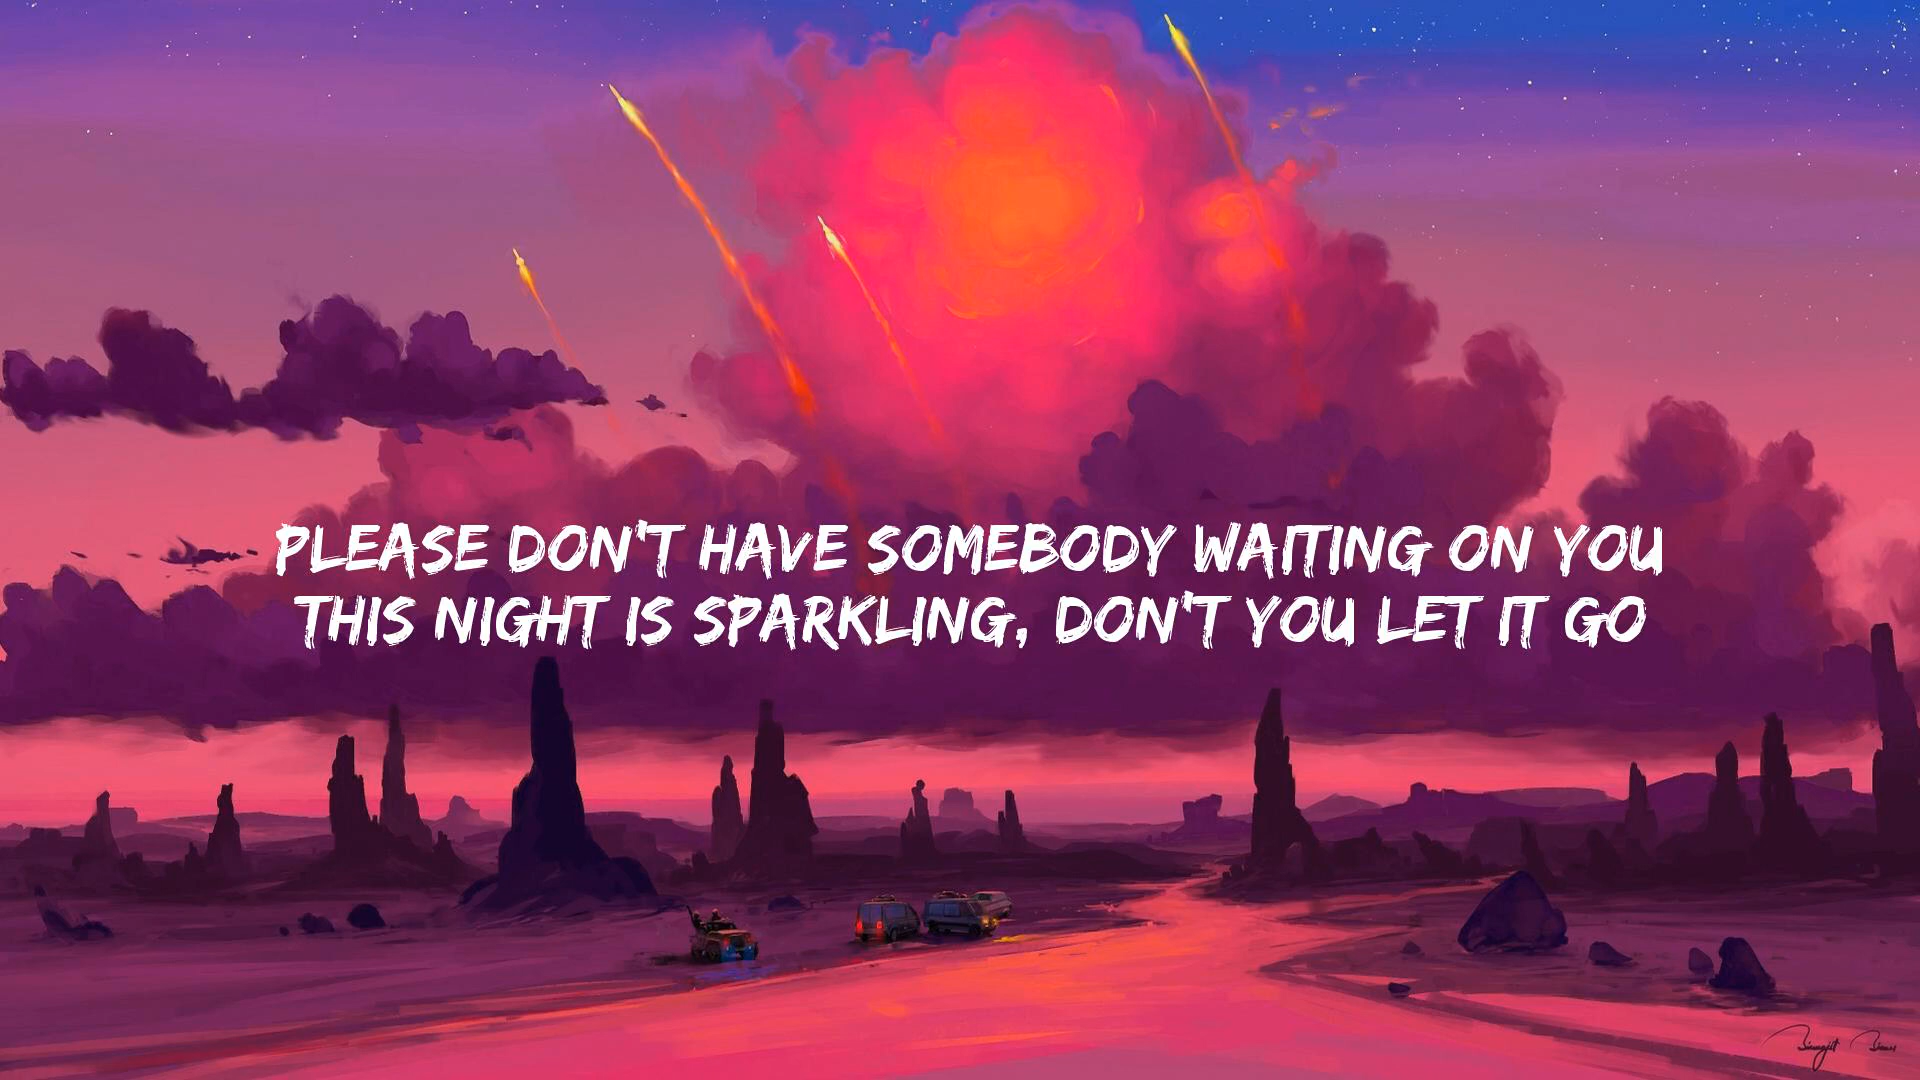 PLEASE DON'T HAVE SOMEBODY WAITING ON YOU
THIS NIGHT IS SPARKLING, DON'T YOU LET IT GO